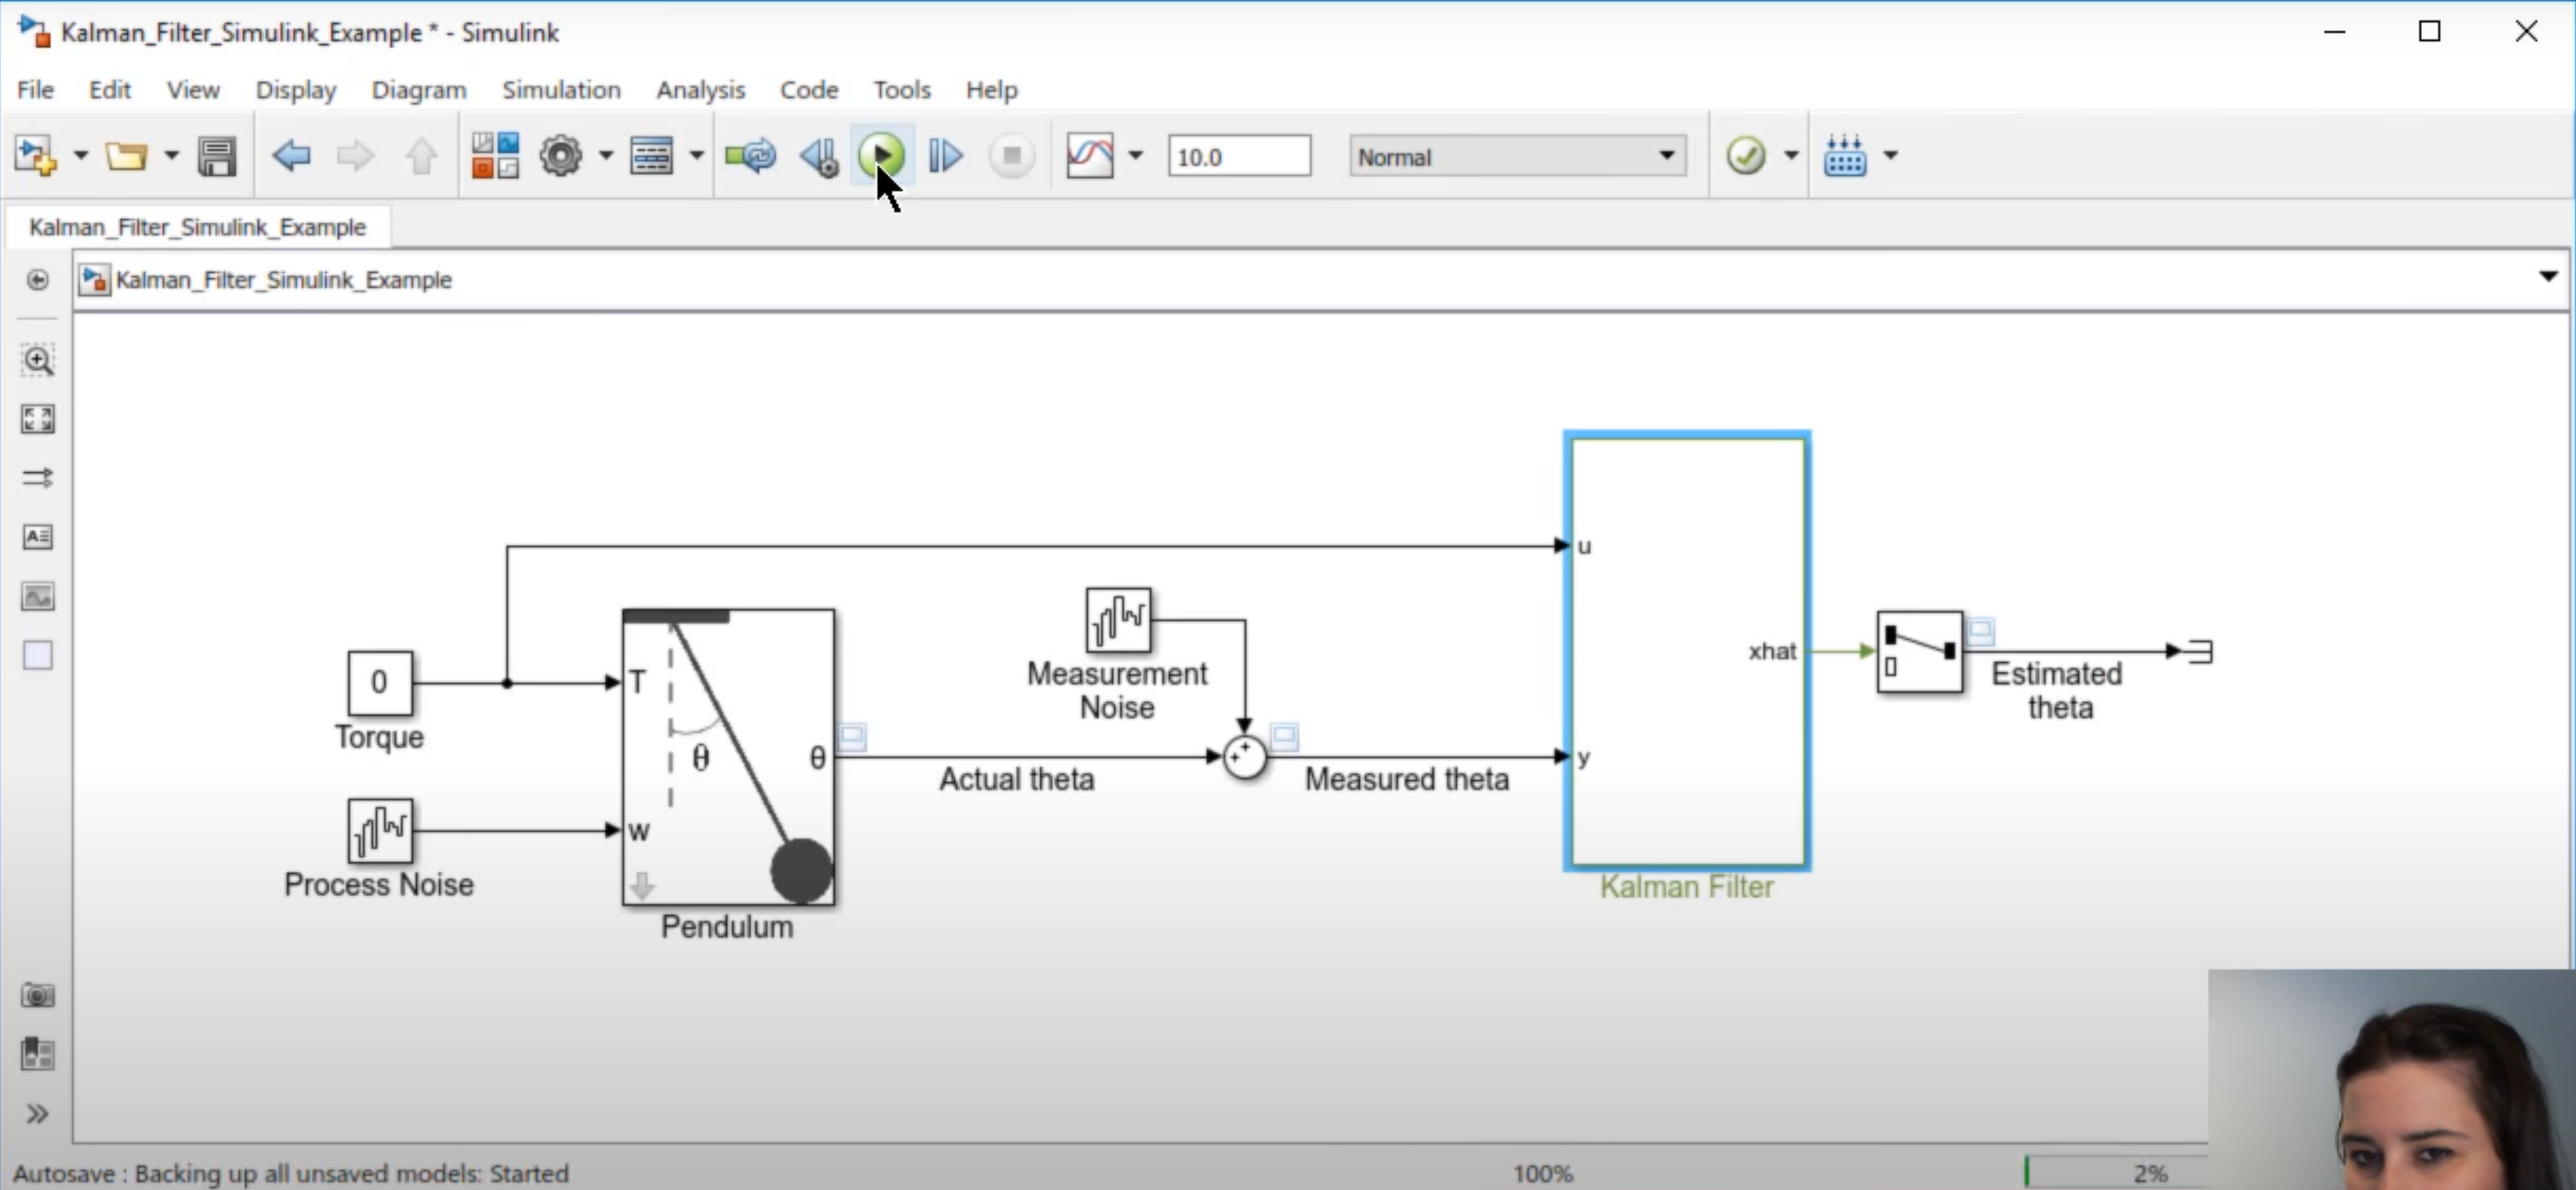 Kalman_Filter_Simulink_Example * - Simulink
File Edit View Display Diagram Simulation Analysis Code Tools Help
10.0 Normal
Kalman_Filter_Simulink_Example
Kalman_Filter_Simulink_Example
u
Measurement
Noise
xhat
Estimated
theta
0
Torque
T
θ
θ
Actual theta
+
+
Measured theta
y
w
Process Noise
Pendulum
Kalman Filter
Autosave : Backing up all unsaved models: Started 100% 2%